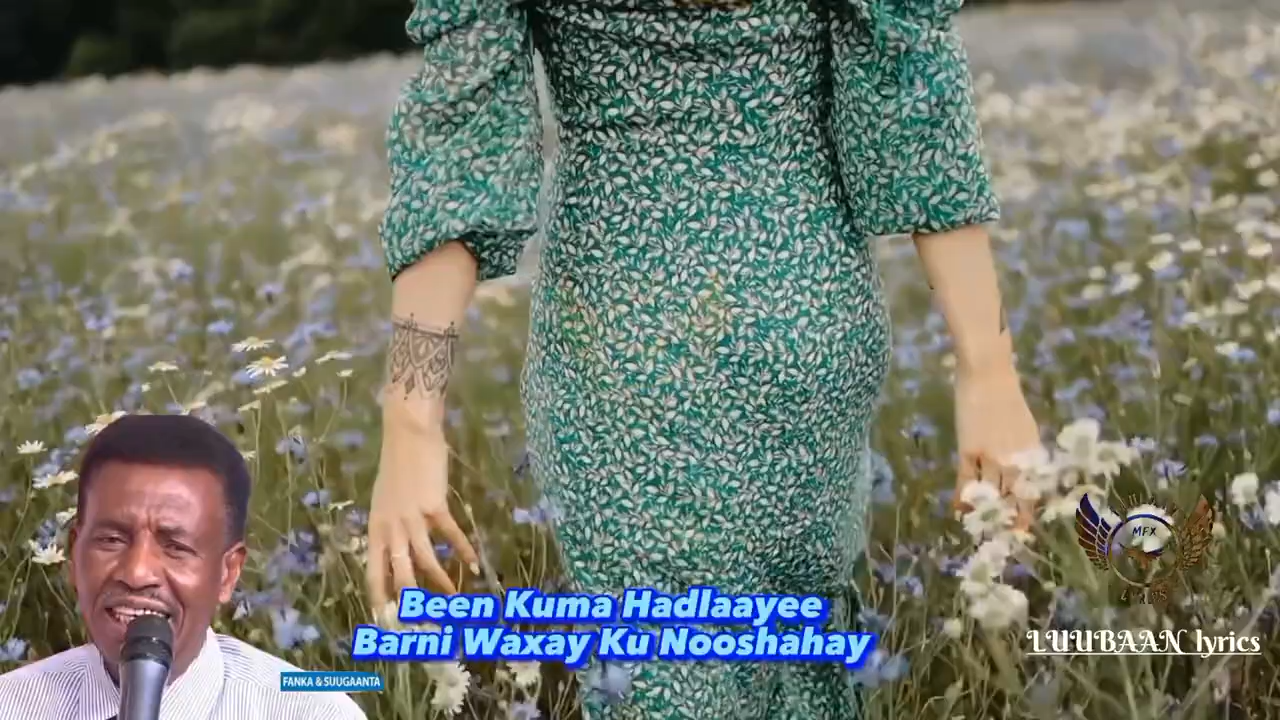 Been Kuma Hadlaayee
Barni Waxay Ku Nooshahay
FANKA & SUUGAANTA
MFX
LUUBAAN lyrics